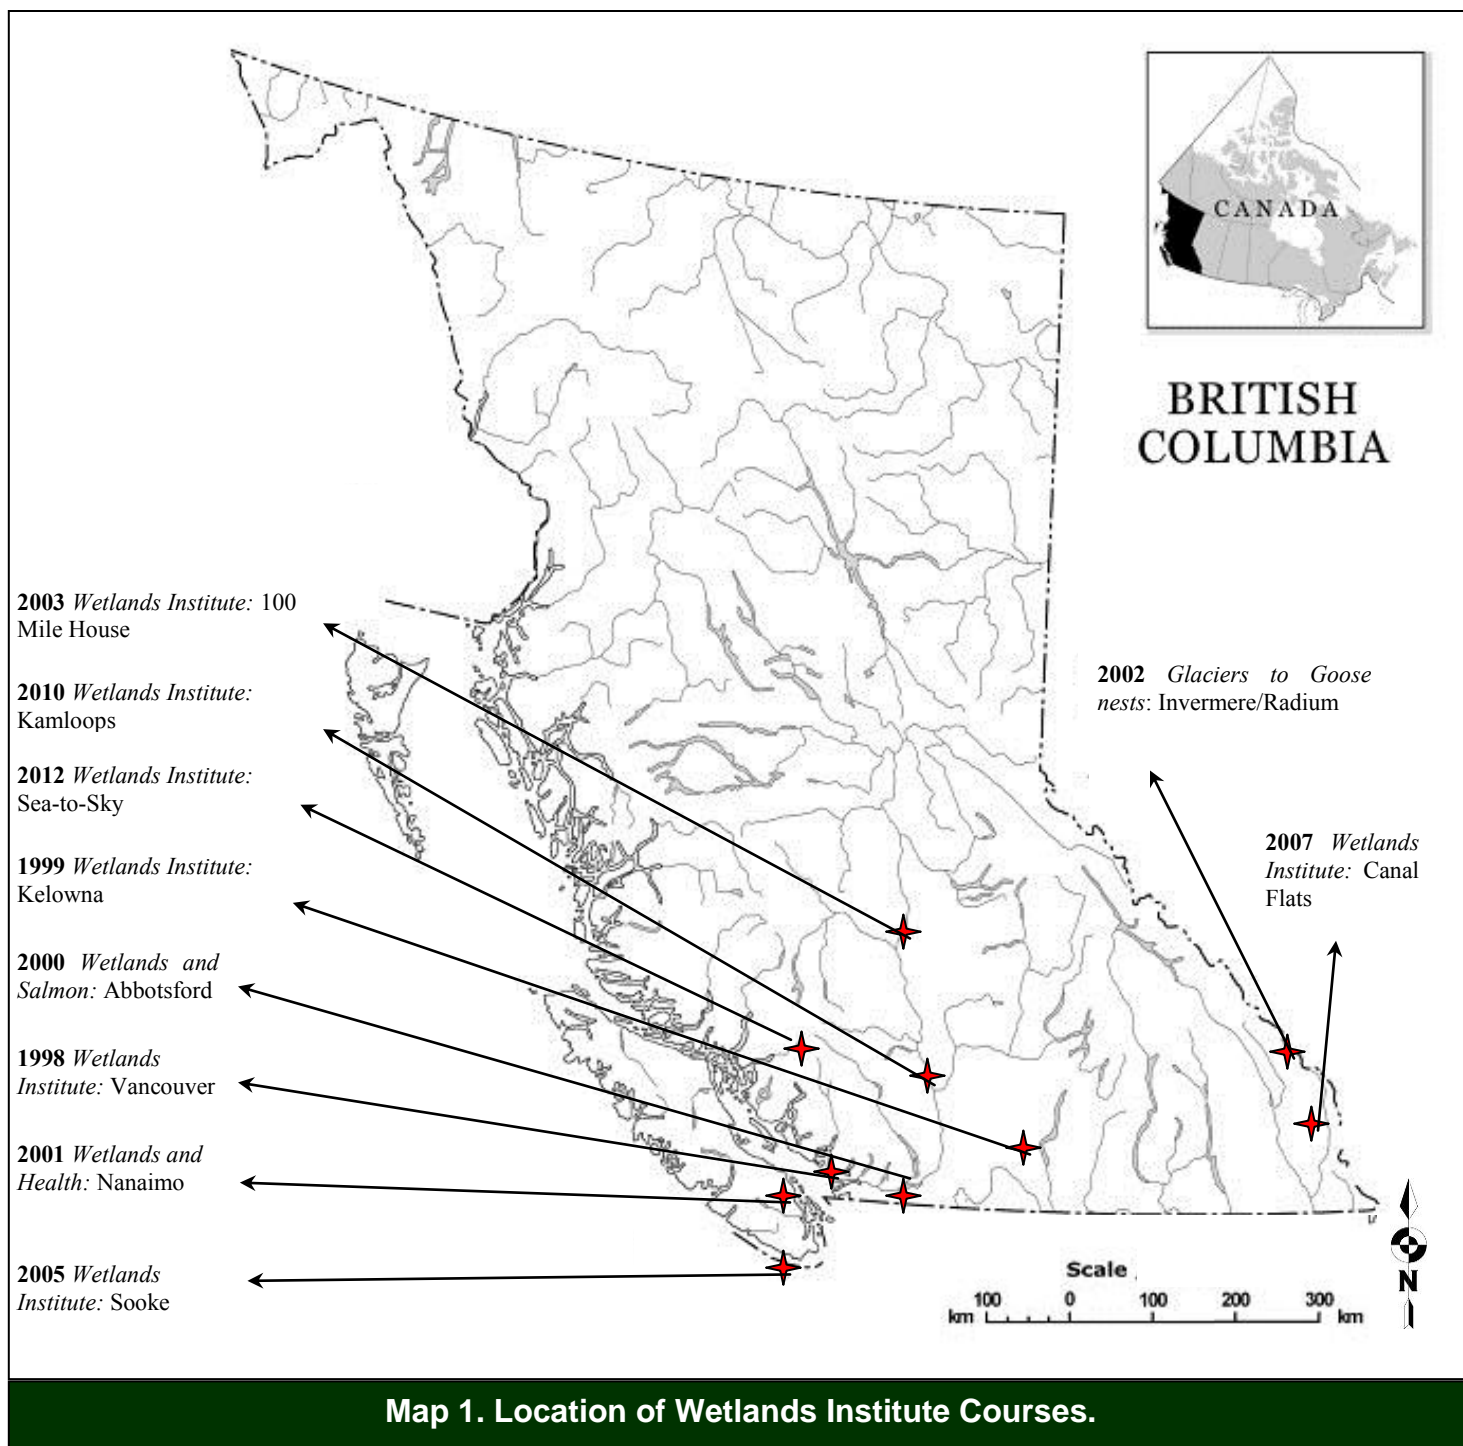 CANADA
BRITISH
COLUMBIA
2003 Wetlands Institute: 100
Mile House
2010 Wetlands Institute:
Kamloops
2012 Wetlands Institute:
Sea-to-Sky
1999 Wetlands Institute:
Kelowna
2000 Wetlands and
Salmon: Abbotsford
1998 Wetlands
Institute: Vancouver
2001 Wetlands and
Health: Nanaimo
2005 Wetlands
Institute: Sooke
2002 Glaciers to Goose
nests: Invermere/Radium
2007 Wetlands
Institute: Canal
Flats
Scale
100 0 100 200 300
km km
N
Map 1. Location of Wetlands Institute Courses.